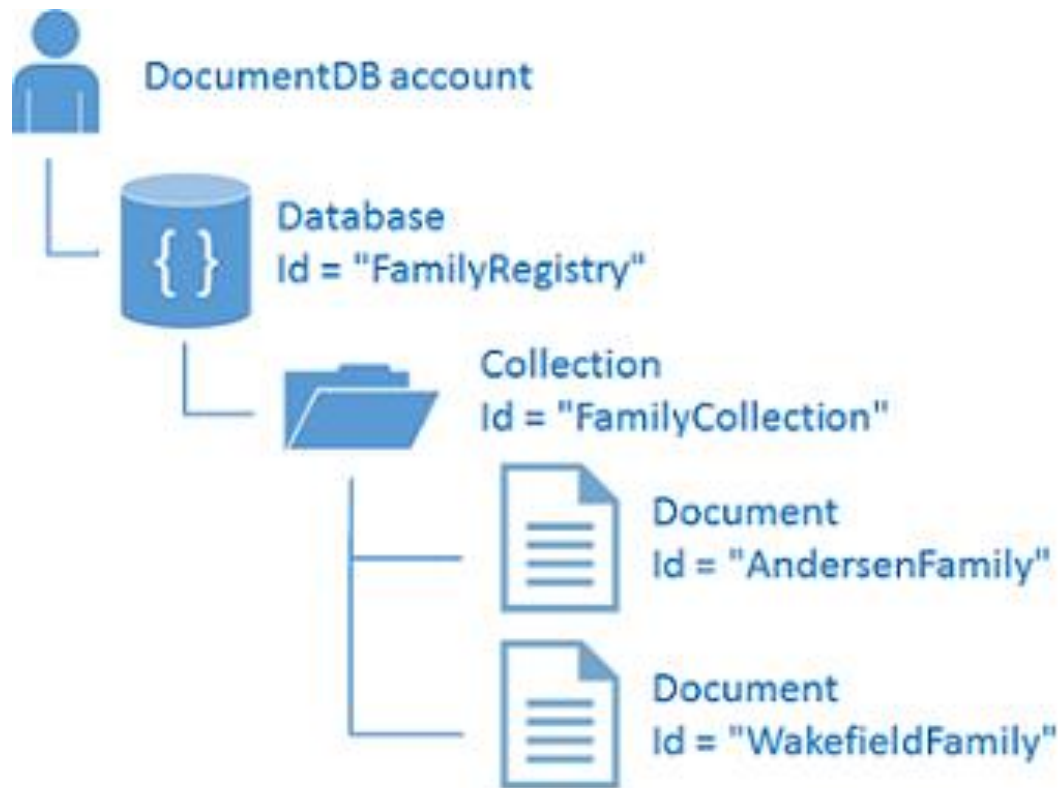 DocumentDB account
Database
Id = "FamilyRegistry"
{ }
Collection
Id = "FamilyCollection"
Document
Id = "AndersenFamily"
Document
Id = "WakefieldFamily"